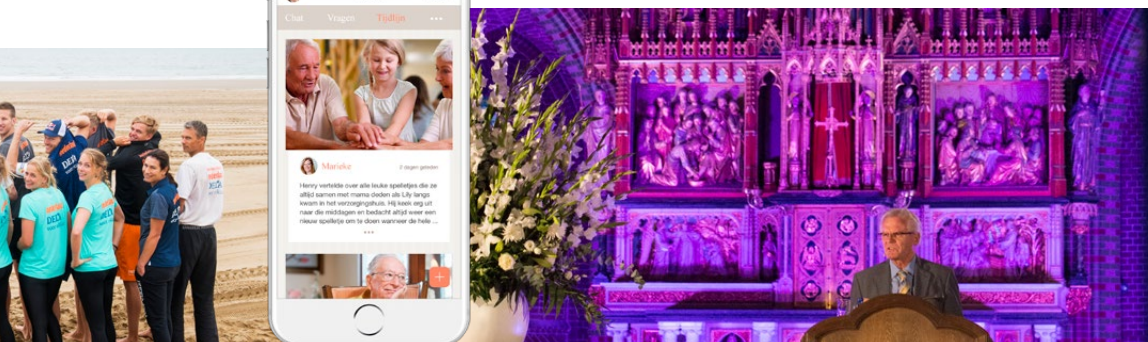 Chat Vragen Tijdlijn
Marieke 2 dagen geleden
Henry vertelde over alle leuke spelletjes die ze
altijd samen met mama deden als Lily langs
kwam in het verzorgingshuis. Hij keek erg uit
naar die middagen en bedacht altijd weer een
nieuw spelletje om te doen wanneer de hele ...